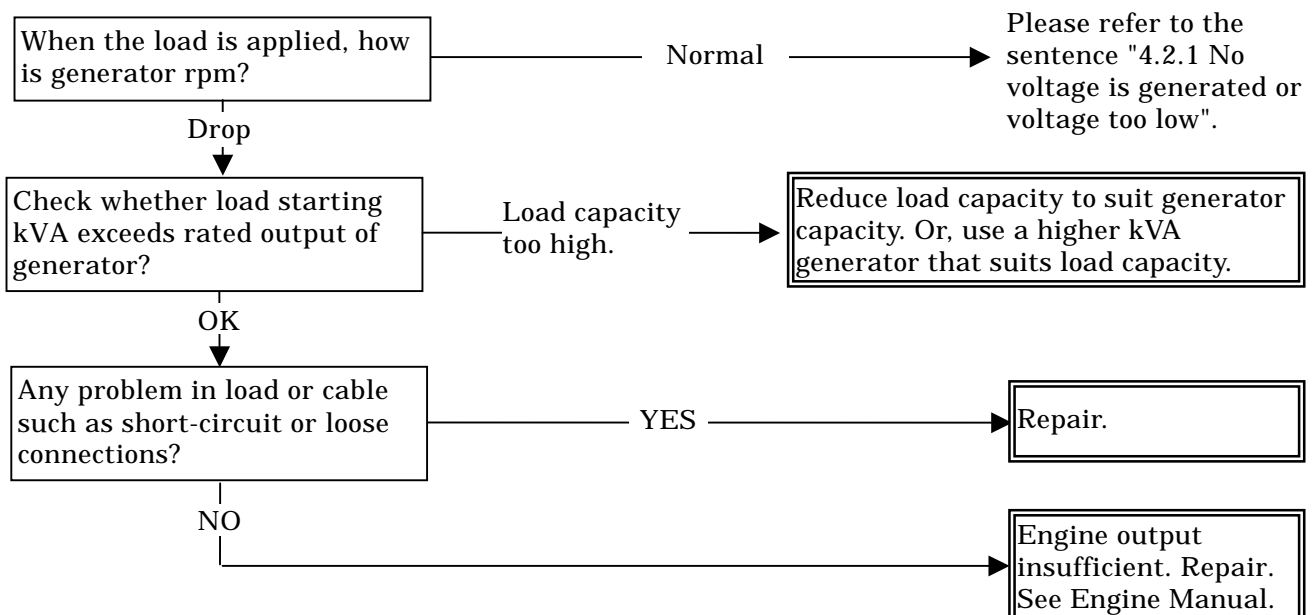 When the load is applied, how
is generator rpm?
Normal
Please refer to the
sentence "4.2.1 No
voltage is generated or
voltage too low".
Drop
Check whether load starting
kVA exceeds rated output of
generator?
Load capacity
too high.
Reduce load capacity to suit generator
capacity. Or, use a higher kVA
generator that suits load capacity.
OK
Any problem in load or cable
such as short-circuit or loose
connections?
YES
Repair.
NO
Engine output
insufficient. Repair.
See Engine Manual.